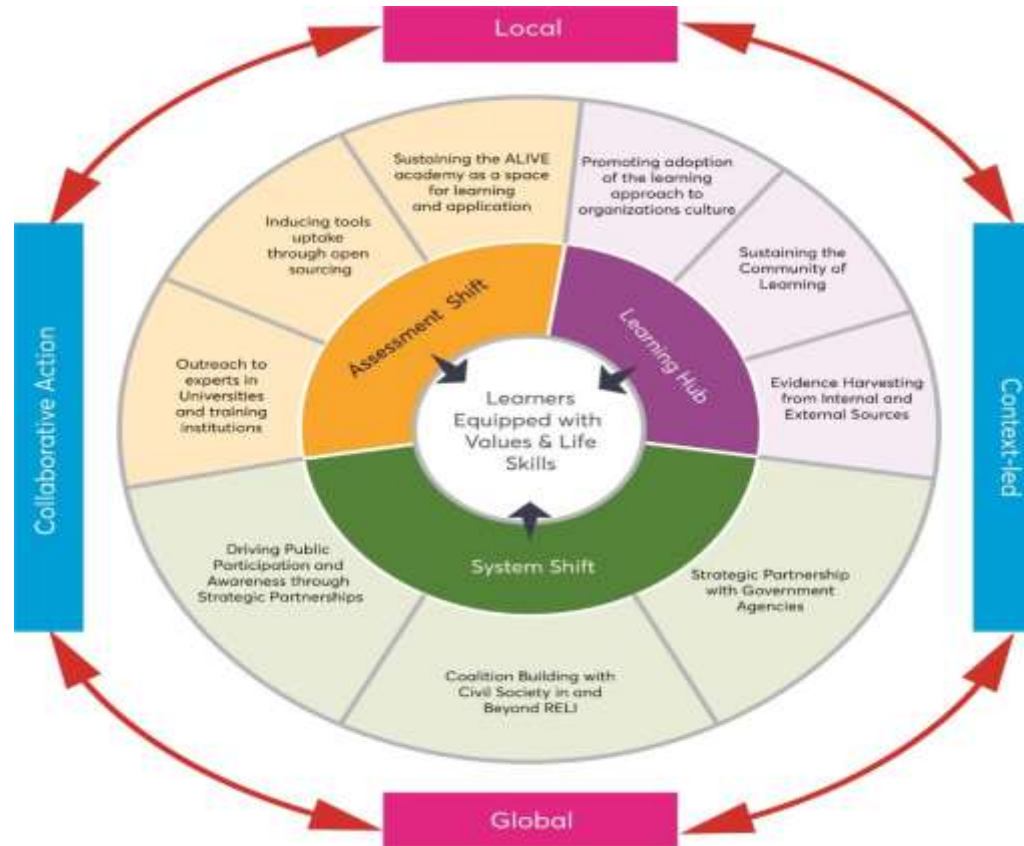 Local
Sustaining the ALIVE
academy as a space
for learning
and application
Promoting adoption
of the learning
approach to
organizations culture
Inducing tools
uptake
through open
sourcing
Sustaining the
Community of
Learning
Assessment Shift
Learning Hub
Outreach to
experts in
Universities
and training
institutions
Evidence Harvesting
from Internal and
External Sources
Learners
Equipped with
Values & Life
Skills
Collaborative Action
Context-led
System Shift
Driving Public
Participation and
Awareness through
Strategic Partnerships
Strategic Partnership
with Government
Agencies
Coalition Building with
Civil Society in and
Beyond RELI
Global